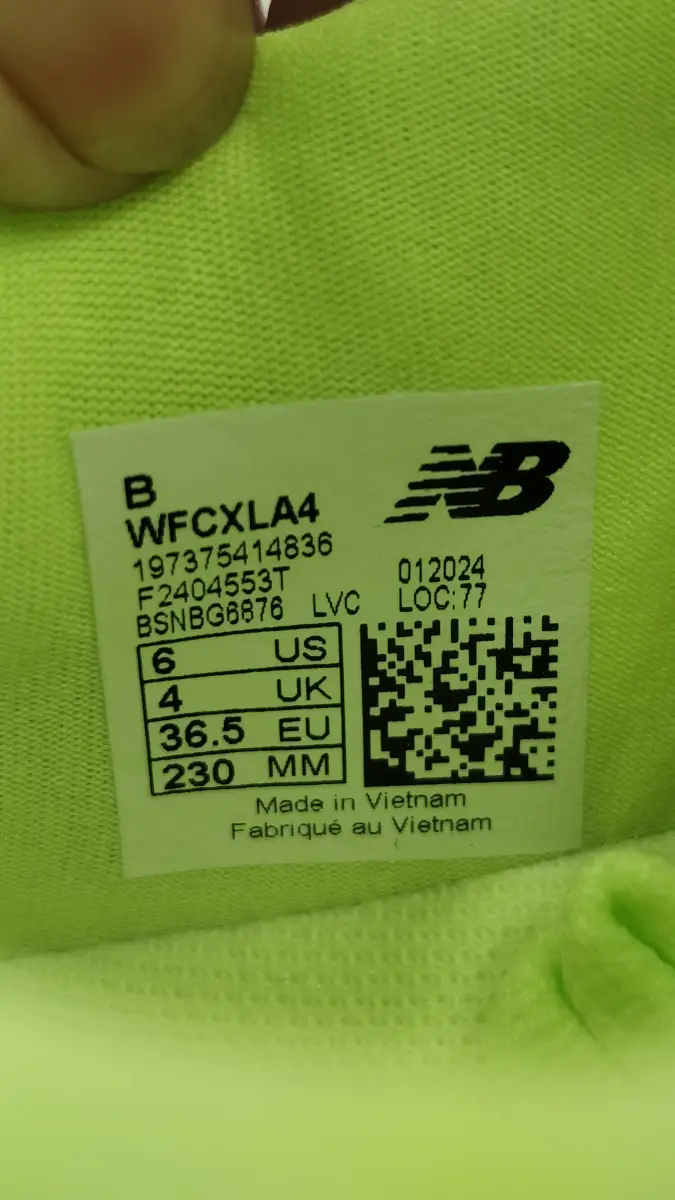 B
NB
WFCXLA4
197375414836
F2404553T
012024
BSNBG6876 LVC LOC:77
6 US
4 UK
36.5 EU
230 MM
Made in Vietnam
Fabriqué au Vietnam